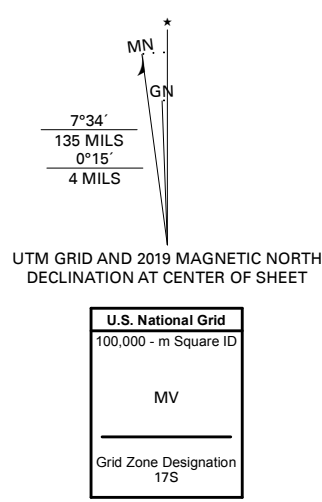 ★
MN
GN
7°34´
135 MILS
0°15´
4 MILS
UTM GRID AND 2019 MAGNETIC NORTH
DECLINATION AT CENTER OF SHEET
U.S. National Grid
100,000 - m Square ID
MV
Grid Zone Designation
17S